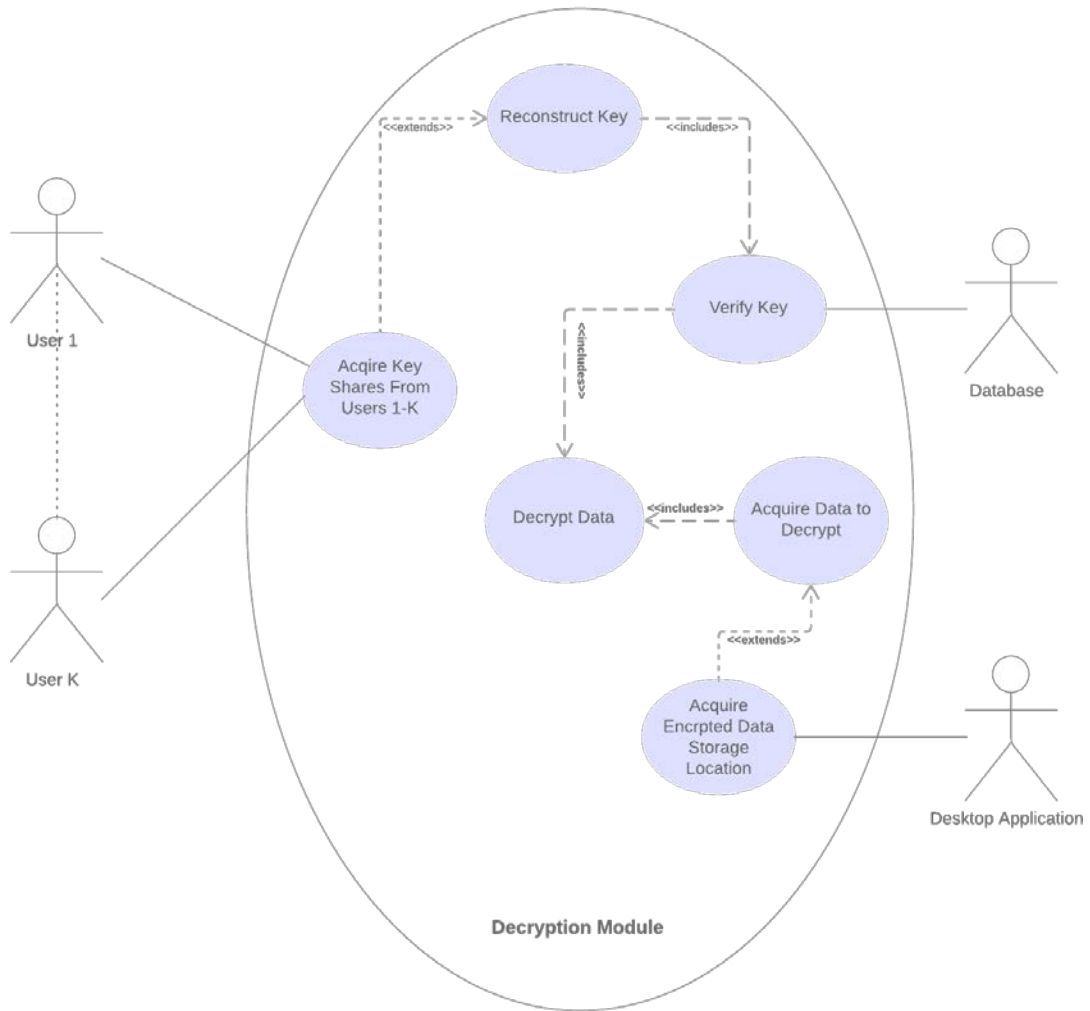 Reconstruct Key
<<extends>>
<<includes>>
User 1
Acqire Key
Shares From
Users 1-K
Verify Key
<<includes>>
Database
Decrypt Data
<<includes>>
Acquire Data to
Decrypt
User K
<<extends>>
Acquire
Encrpted Data
Storage
Location
Desktop Application
Decryption Module